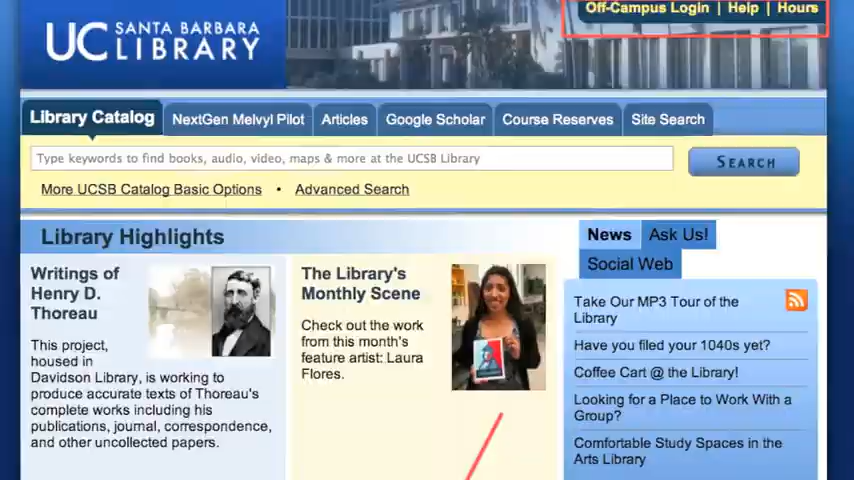 Off-Campus Login | Help | Hours
UC SANTA BARBARA
LIBRARY
Library Catalog
NextGen Melvyl Pilot
Articles
Google Scholar
Course Reserves
Site Search
Type keywords to find books, audio, video, maps & more at the UCSB Library
SEARCH
More UCSB Catalog Basic Options • Advanced Search
Library Highlights
Writings of
Henry D.
Thoreau
This project,
housed in
Davidson Library, is working to
produce accurate texts of Thoreau's
complete works including his
publications, journal, correspondence,
and other uncollected papers.
The Library's
Monthly Scene
Check out the work
from this month's
feature artist: Laura
Flores.
News
Ask Us!
Social Web
Take Our MP3 Tour of the
Library
Have you filed your 1040s yet?
Coffee Cart @ the Library!
Looking for a Place to Work With a
Group?
Comfortable Study Spaces in the
Arts Library